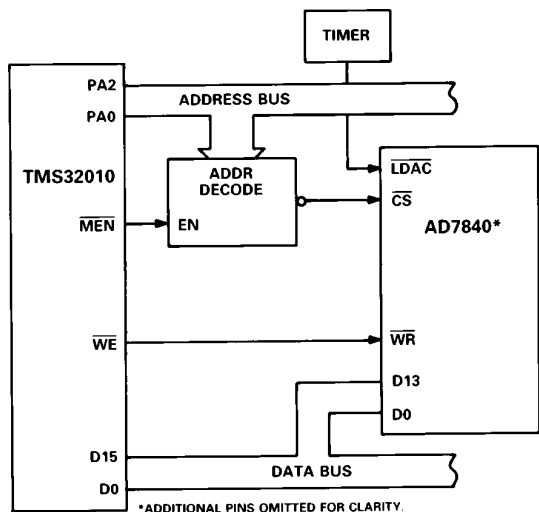 TIMER
PA2
ADDRESS BUS
PA0
TMS32010
ADDR
DECODE
LDAC
CS
AD7840*
MEN
EN
WE
WR
D13
D0
D15
DATA BUS
D0
*ADDITIONAL PINS OMITTED FOR CLARITY.